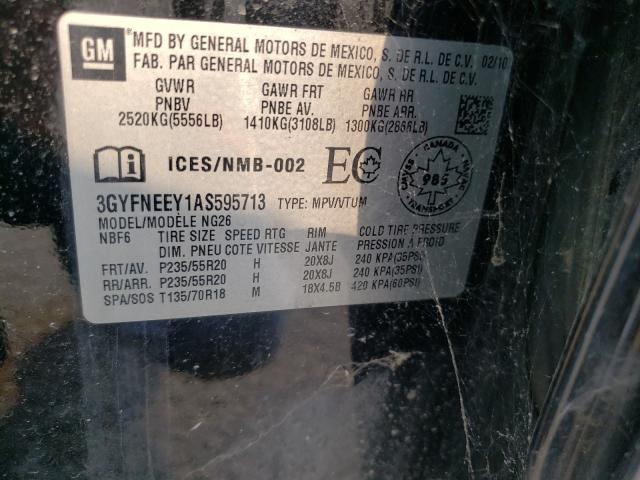 GM
®MFD BY GENERAL MOTORS DE MEXICO, S. DE R.L. DE C.V. 02/10
FAB. PAR GENERAL MOTORS DE MEXICO, S. DE R.L. DE C.V.
GVWR GAWR FRT GAWR RR
PNBV PNBE AV. PNBE ARR.
2520KG(5556LB) 1410KG(3108LB) 1300KG(2866LB)
ICES/NMB-002 EC
CANADA
985
TRANSPORT
3GYFNEEY1AS595713 TYPE: MPV/VTUM
MODEL/MODÈLE NG26
NBF6 TIRE SIZE SPEED RTG RIM COLD TIRE PRESSURE
DIM. PNEU COTE VITESSE JANTE PRESSION A FROID
FRT/AV. P235/55R20 H 20X8J 240 KPA(35PSI)
RR/ARR. P235/55R20 H 20X8J 240 KPA(35PSI)
SPA/SOS T135/70R18 M 18X4.5B 420 KPA(60PSI)